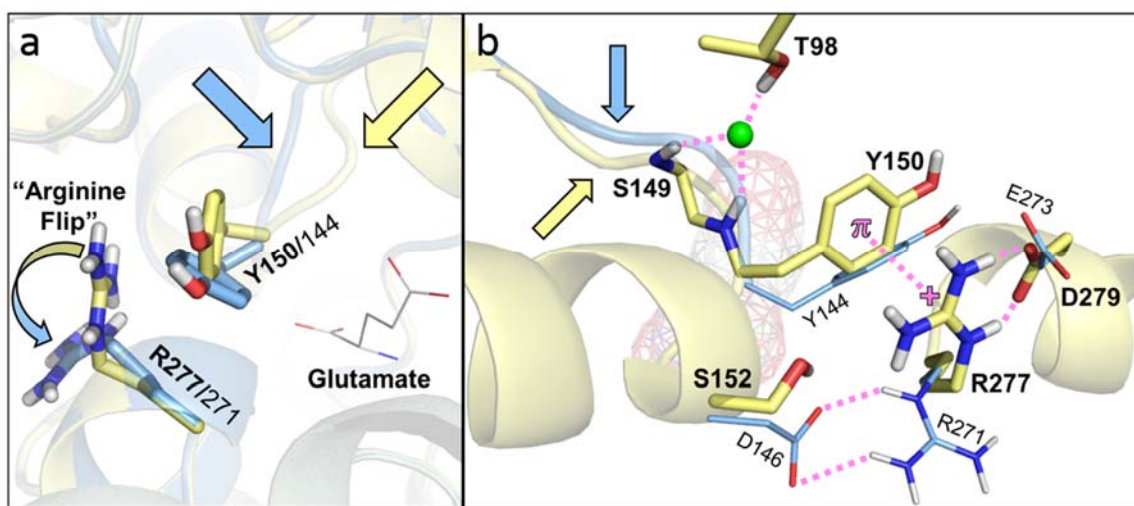 a
"Arginine
Flip"
Y150/144
R277/271
Glutamate
b
T98
S149
Y150
π
E273
+
Y144
D279
S152
R277
D146
R271